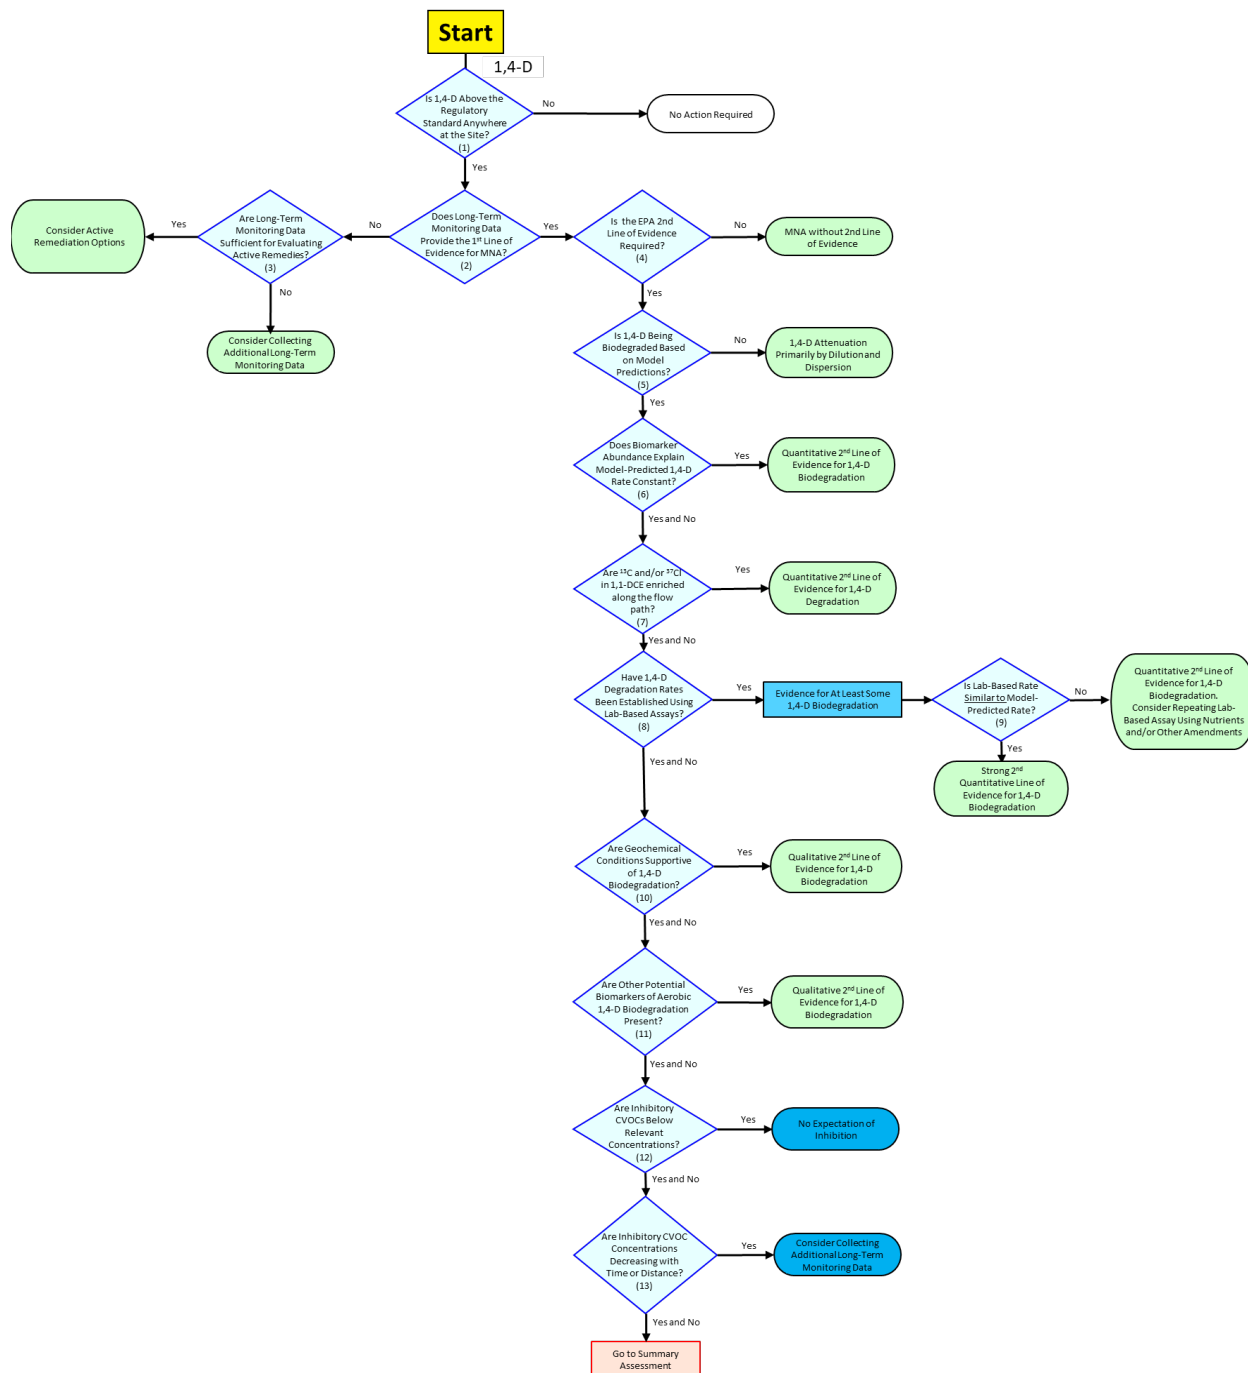 Start
1,4-D
Is 1,4-D Above the
Regulatory
Standard Anywhere
at the Site?
(1)
No
No Action Required
Yes
Does Long-Term
Monitoring Data
Provide the 1st Line of
Evidence for MNA?
(2)
No
Are Long-Term
Monitoring Data
Sufficient for Evaluating
Active Remedies?
(3)
Yes
Consider Active
Remediation Options
No
Consider Collecting
Additional Long-Term
Monitoring Data
Yes
Is the EPA 2nd
Line of Evidence
Required?
(4)
No
MNA without 2nd Line
of Evidence
Yes
Is 1,4-D Being
Biodegraded Based
on Model
Predictions?
(5)
No
1,4-D Attenuation
Primarily by Dilution and
Dispersion
Yes
Does Biomarker
Abundance Explain
Model-Predicted 1,4-D
Rate Constant?
(6)
Yes
Quantitative 2nd Line of
Evidence for 1,4-D
Biodegradation
Yes and No
Are 13C and/or 37Cl
in 1,1-DCE enriched
along the flow
path?
(7)
Yes
Quantitative 2nd Line of
Evidence for 1,4-D
Degradation
Yes and No
Have 1,4-D
Degradation Rates
Been Established Using
Lab-Based Assays?
(8)
Yes
Evidence for At Least Some
1,4-D Biodegradation
Is Lab-Based Rate
Similar to Model-
Predicted Rate?
(9)
No
Quantitative 2nd Line of
Evidence for 1,4-D
Biodegradation.
Consider Repeating Lab-
Based Assay Using Nutrients
and/or Other Amendments
Yes
Strong 2nd
Quantitative Line of
Evidence for 1,4-D
Biodegradation
Yes and No
Are Geochemical
Conditions Supportive
of 1,4-D
Biodegradation?
(10)
Yes
Qualitative 2nd Line of
Evidence for 1,4-D
Biodegradation
Yes and No
Are Other Potential
Biomarkers of Aerobic
1,4-D Biodegradation
Present?
(11)
Yes
Qualitative 2nd Line of
Evidence for 1,4-D
Biodegradation
Yes and No
Are Inhibitory
CVOCs Below
Relevant
Concentrations?
(12)
Yes
No Expectation of
Inhibition
Yes and No
Are Inhibitory CVOC
Concentrations
Decreasing with
Time or Distance?
(13)
Yes
Consider Collecting
Additional Long-Term
Monitoring Data
Yes and No
Go to Summary
Assessment